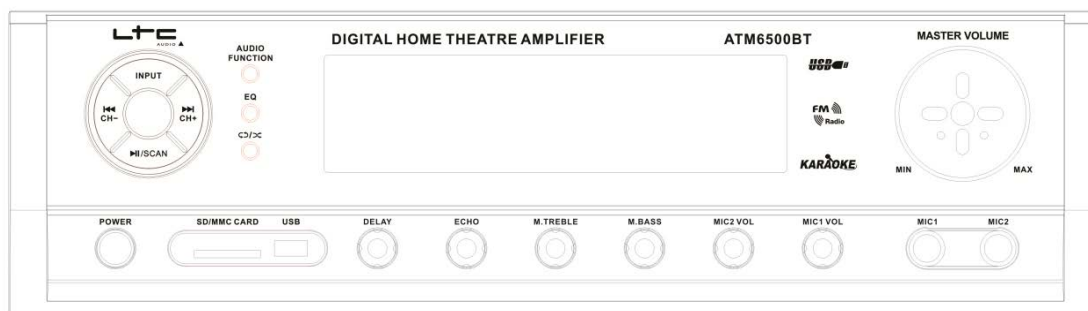 LTC
AUDIO
INPUT
CH–
CH+
/SCAN
AUDIO
FUNCTION
EQ
DIGITAL HOME THEATRE AMPLIFIER
ATM6500BT
USB
FM
Radio
KARAOKE
MASTER VOLUME
MIN
MAX
POWER
SD/MMC CARD
USB
DELAY
ECHO
M.TREBLE
M.BASS
MIC2 VOL
MIC1 VOL
MIC1
MIC2